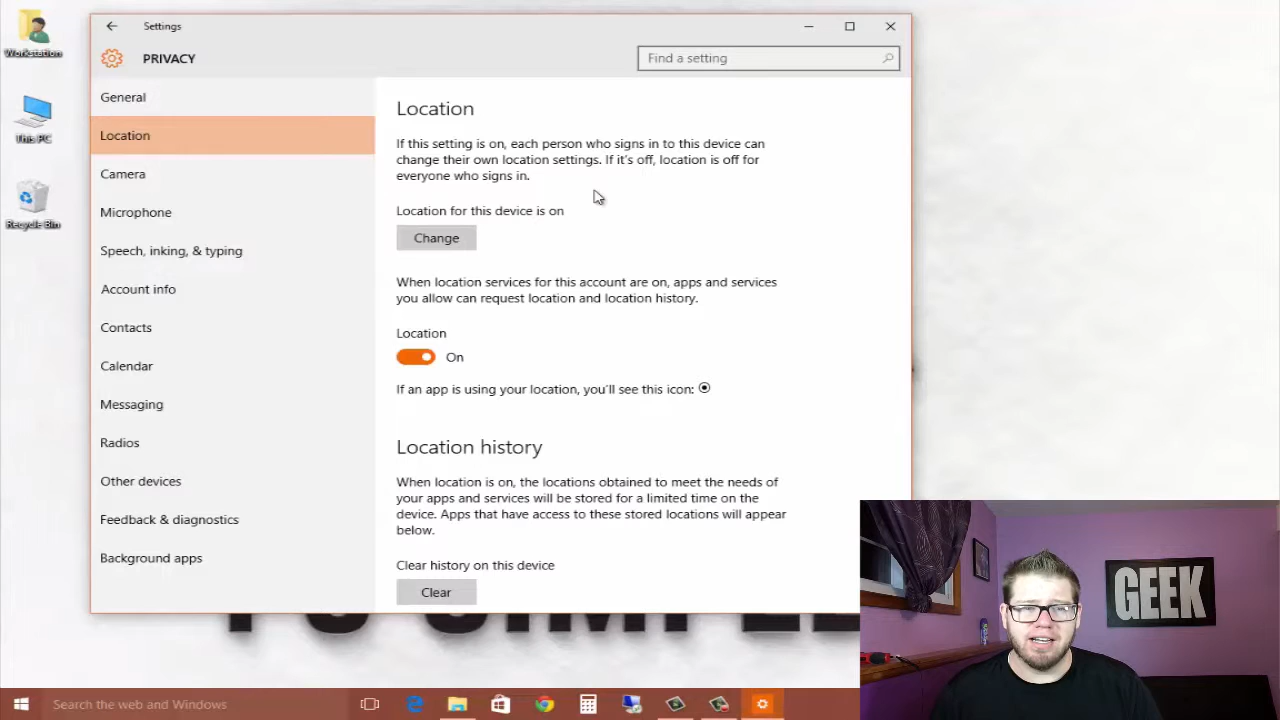 Workstation
This PC
Recycle Bin
Settings
PRIVACY
Find a setting
General
Location
Camera
Microphone
Speech, inking, & typing
Account info
Contacts
Calendar
Messaging
Radios
Other devices
Feedback & diagnostics
Background apps
Location
If this setting is on, each person who signs in to this device can
change their own location settings. If it's off, location is off for
everyone who signs in.
Location for this device is on
Change
When location services for this account are on, apps and services
you allow can request location and location history.
Location
On
If an app is using your location, you'll see this icon:
Location history
When location is on, the locations obtained to meet the needs of
your apps and services will be stored for a limited time on the
device. Apps that have access to these stored locations will appear
below.
Clear history on this device
Clear
GEEK
Search the web and Windows